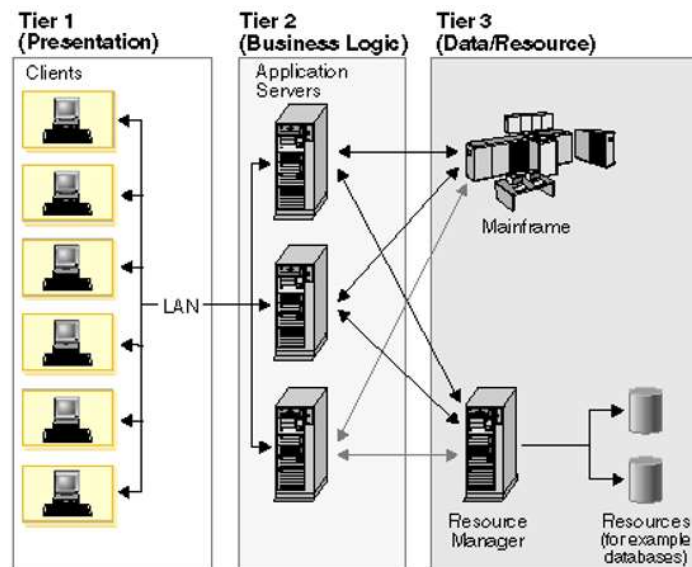 Tier 1
(Presentation)
Tier 2
(Business Logic)
Tier 3
(Data/Resource)
Clients
Application
Servers
Mainframe
LAN
Resource
Manager
Resources
(for example
databases)